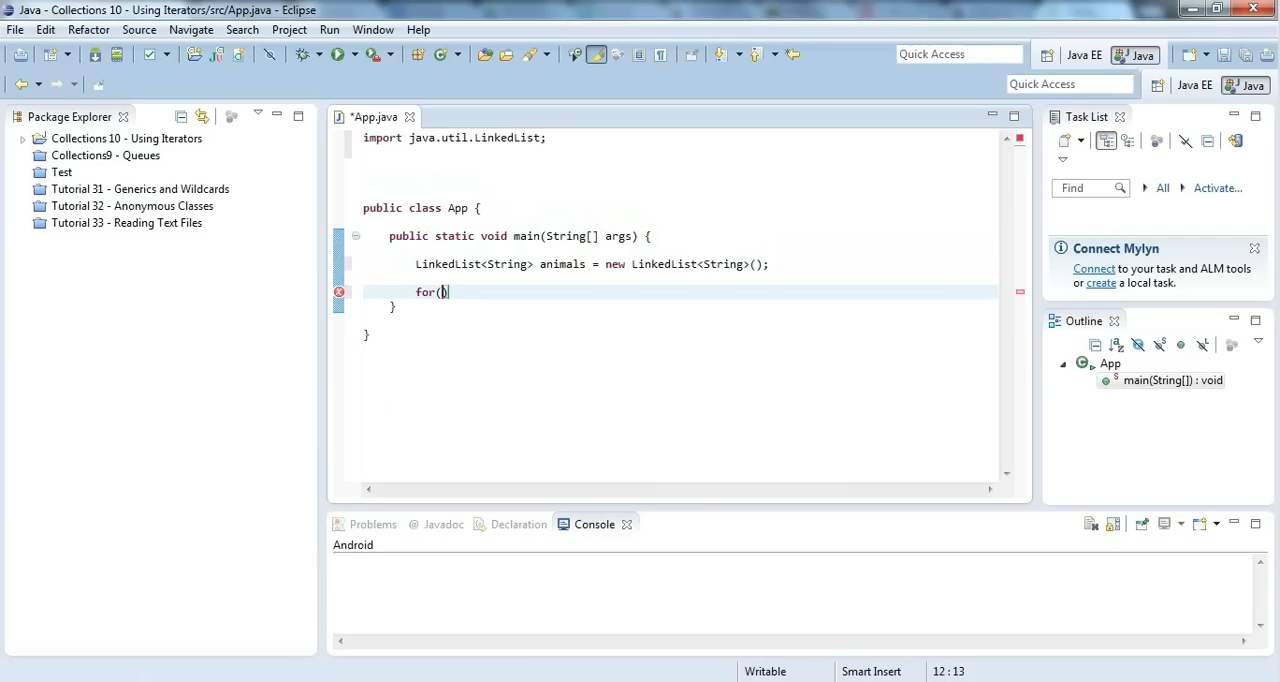 Java - Collections 10 - Using Iterators/src/App.java - Eclipse
File Edit Refactor Source Navigate Search Project Run Window Help
Quick Access Java EE Java
Quick Access Java EE Java
Package Explorer
Collections 10 - Using Iterators
Collections9 - Queues
Test
Tutorial 31 - Generics and Wildcards
Tutorial 32 - Anonymous Classes
Tutorial 33 - Reading Text Files
*App.java
import java.util.LinkedList;
public class App {
public static void main(String[] args) {
LinkedList<String> animals = new LinkedList<String>();
for()
}
}
Task List
Find All Activate...
Connect Mylyn
Connect to your task and ALM tools
or create a local task.
Outline
App
main(String[]) : void
Problems @ Javadoc Declaration Console
Android
Writable Smart Insert 12:13